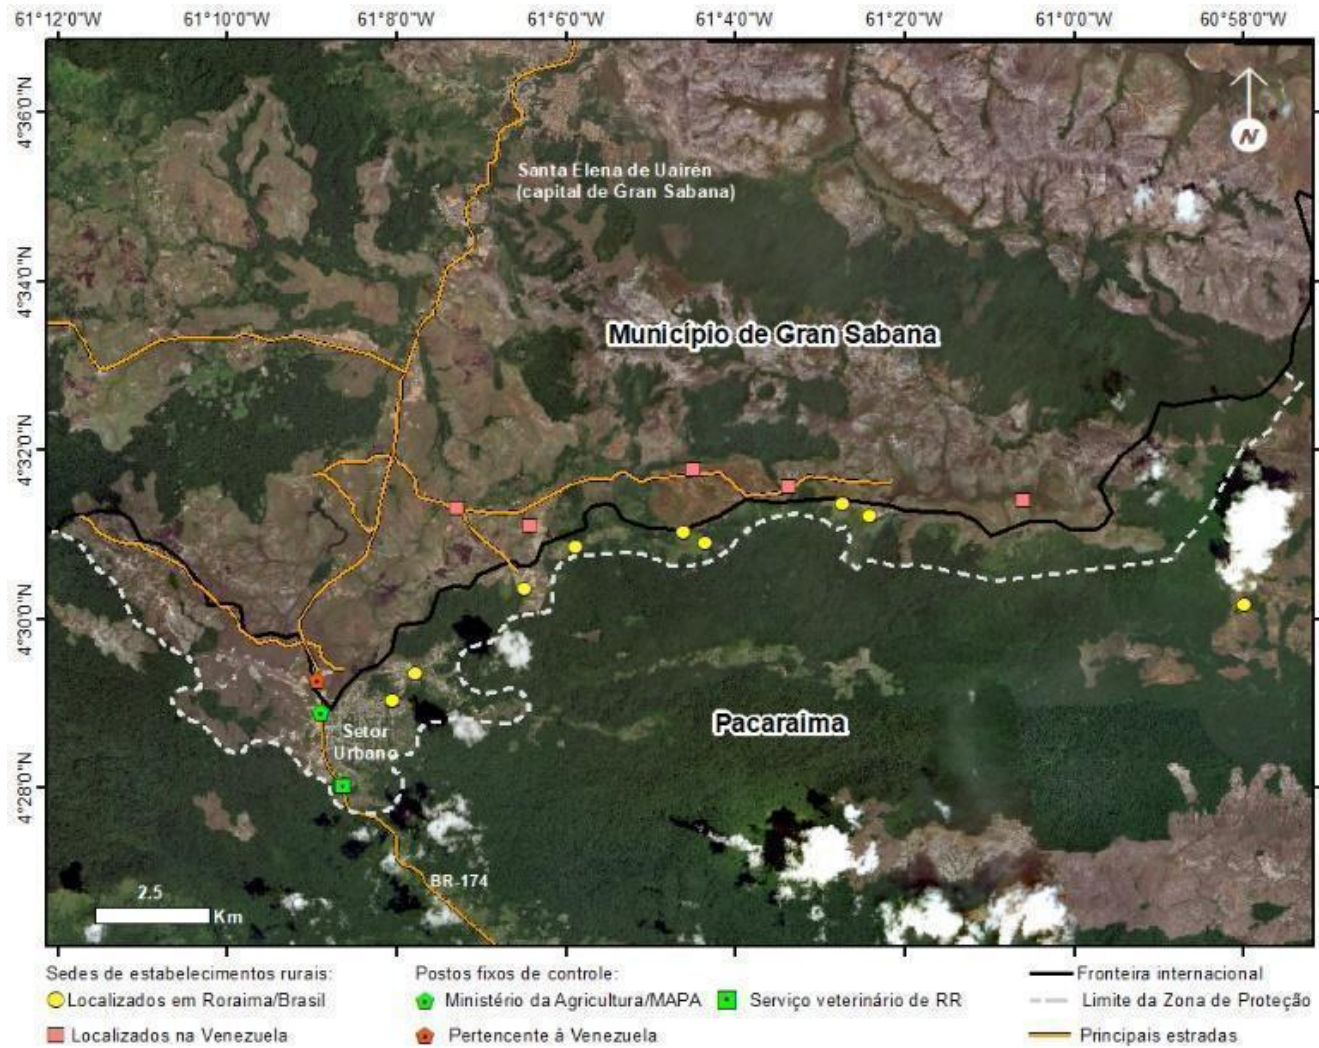 61°12'0"W 61°10'0"W 61°8'0"W 61°6'0"W 61°4'0"W 61°2'0"W 61°0'0"W 60°58'0"W
4°36'0"N
N
Santa Elena de Uairén
(capital de Gran Sabana)
4°34'0"N
Município de Gran Sabana
4°32'0"N
4°30'0"N
Pacaraima
Setor
Urbano
4°28'0"N
BR-174
2.5
Km
Sedes de estabelecimentos rurais:
Localizados em Roraima/Brasil
Localizados na Venezuela
Postos fixos de controle:
Ministério da Agricultura/MAPA
Serviço veterinário de RR
Pertencente à Venezuela
Fronteira internacional
Limite da Zona de Proteção
Principais estradas